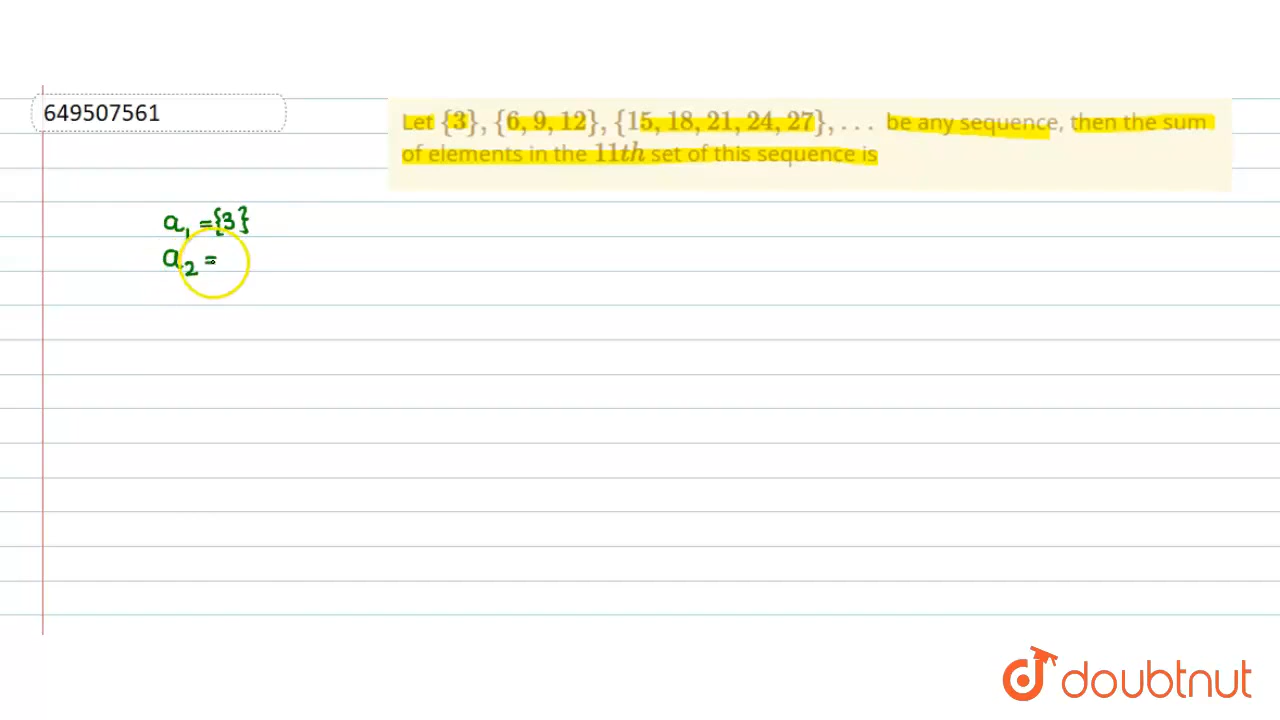 649507561
Let {3}, {6, 9, 12}, {15, 18, 21, 24, 27}, . . . be any sequence, then the sum
of elements in the 11th set of this sequence is
a₁ = {3}
a₂ =
doubtnut